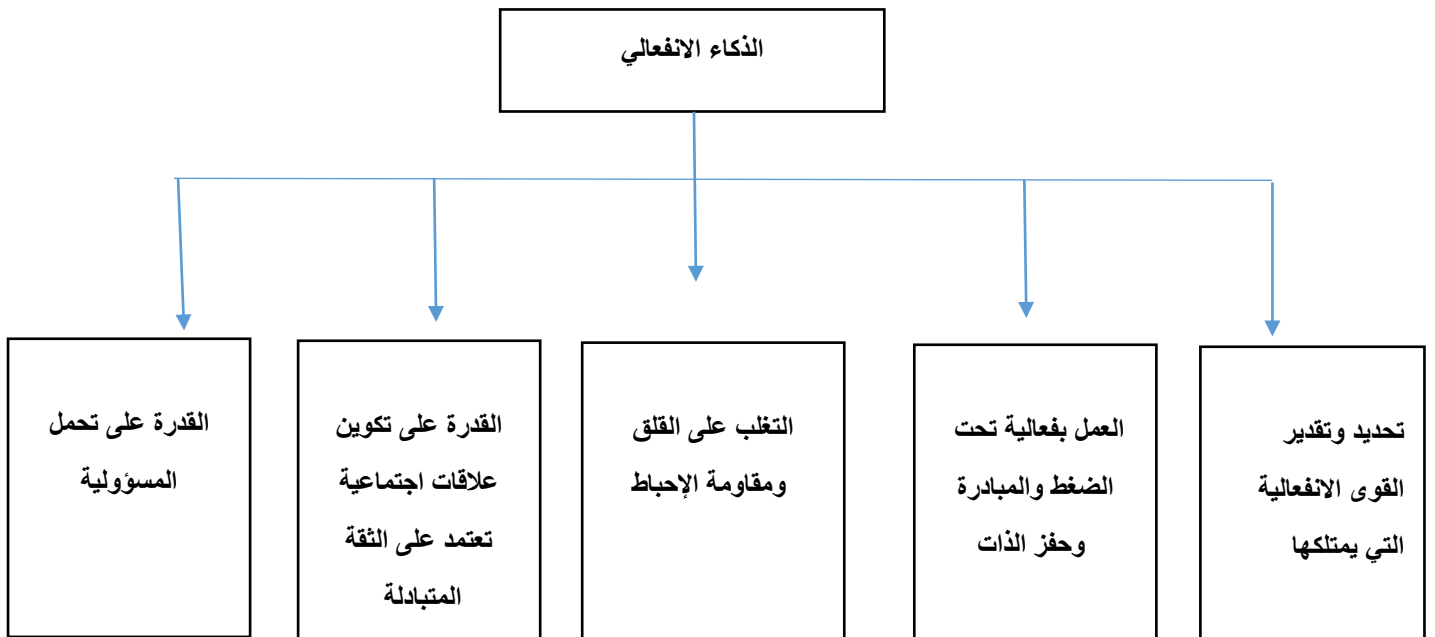 الذكاء الانفعالي
تحديد وتقدير
القوى الانفعالية
التي يمتلكها
العمل بفعالية تحت
الضغط والمبادرة
وحفز الذات
التغلب على القلق
ومقاومة الإحباط
القدرة على تكوين
علاقات اجتماعية
تعتمد على الثقة
المتبادلة
القدرة على تحمل
المسؤولية